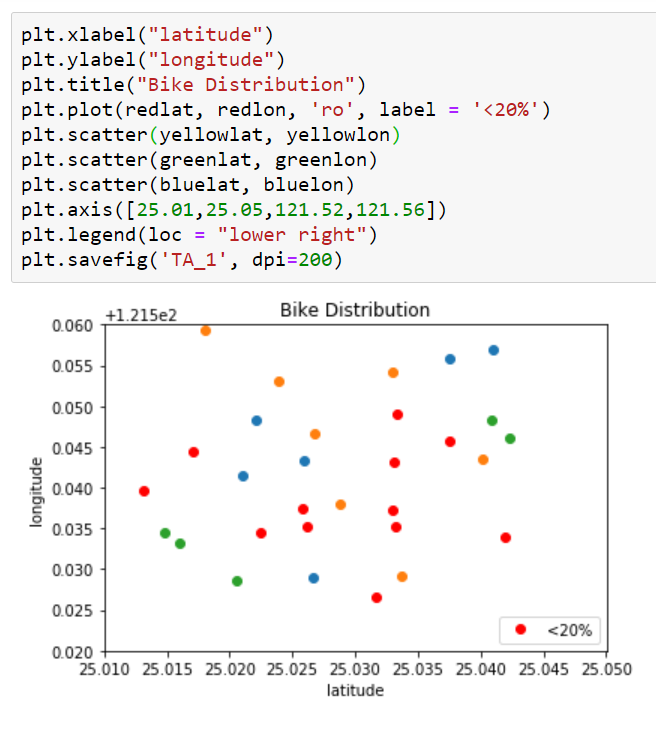 plt.xlabel("latitude")
plt.ylabel("longitude")
plt.title("Bike Distribution")
plt.plot(redlat, redlon, 'ro', label = '<20%')
plt.scatter(yellowlat, yellowlon)
plt.scatter(greenlat, greenlon)
plt.scatter(bluelat, bluelon)
plt.axis([25.01,25.05,121.52,121.56])
plt.legend(loc = "lower right")
plt.savefig('TA_1', dpi=200)
Bike Distribution
+1.215e2
0.060
0.055
0.050
0.045
0.040
0.035
0.030
0.025
0.020
longitude
<20%
25.010 25.015 25.020 25.025 25.030 25.035 25.040 25.045 25.050
latitude